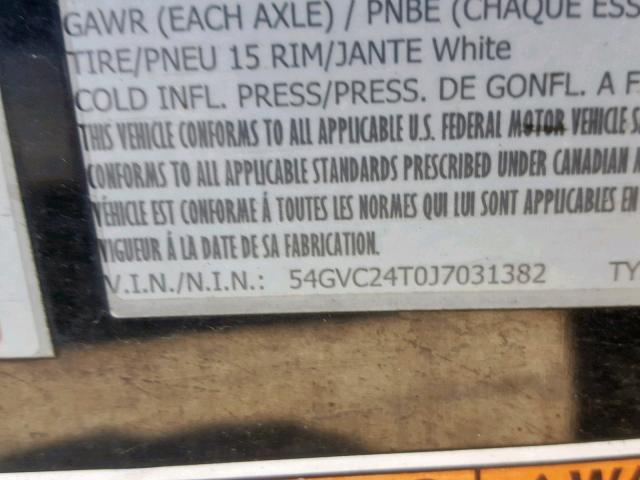 GAWR (EACH AXLE) / PNBE (CHAQUE ESS
TIRE/PNEU 15 RIM/JANTE White
COLD INFL. PRESS/PRESS. DE GONFL. A F
THIS VEHICLE CONFORMS TO ALL APPLICABLE U.S. FEDERAL MOTOR VEHICLE S
CONFORMS TO ALL APPLICABLE STANDARDS PRESCRIBED UNDER CANADIAN
VÉHICLE EST CONFORME Á TOUTES LES NORMES QUI LUI SONT APPLICABLES EN
VIGUEUR À LA DATE DE SA FABRICATION.
V.I.N./N.I.N.: 54GVC24T0J7031382 TY